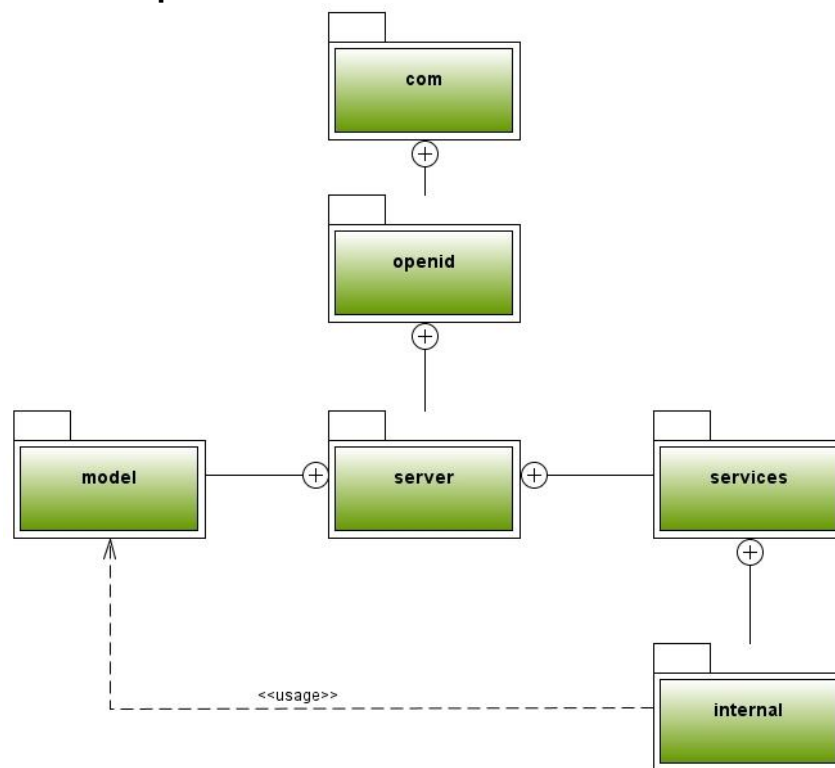 com
openid
model
server
services
<<usage>>
internal